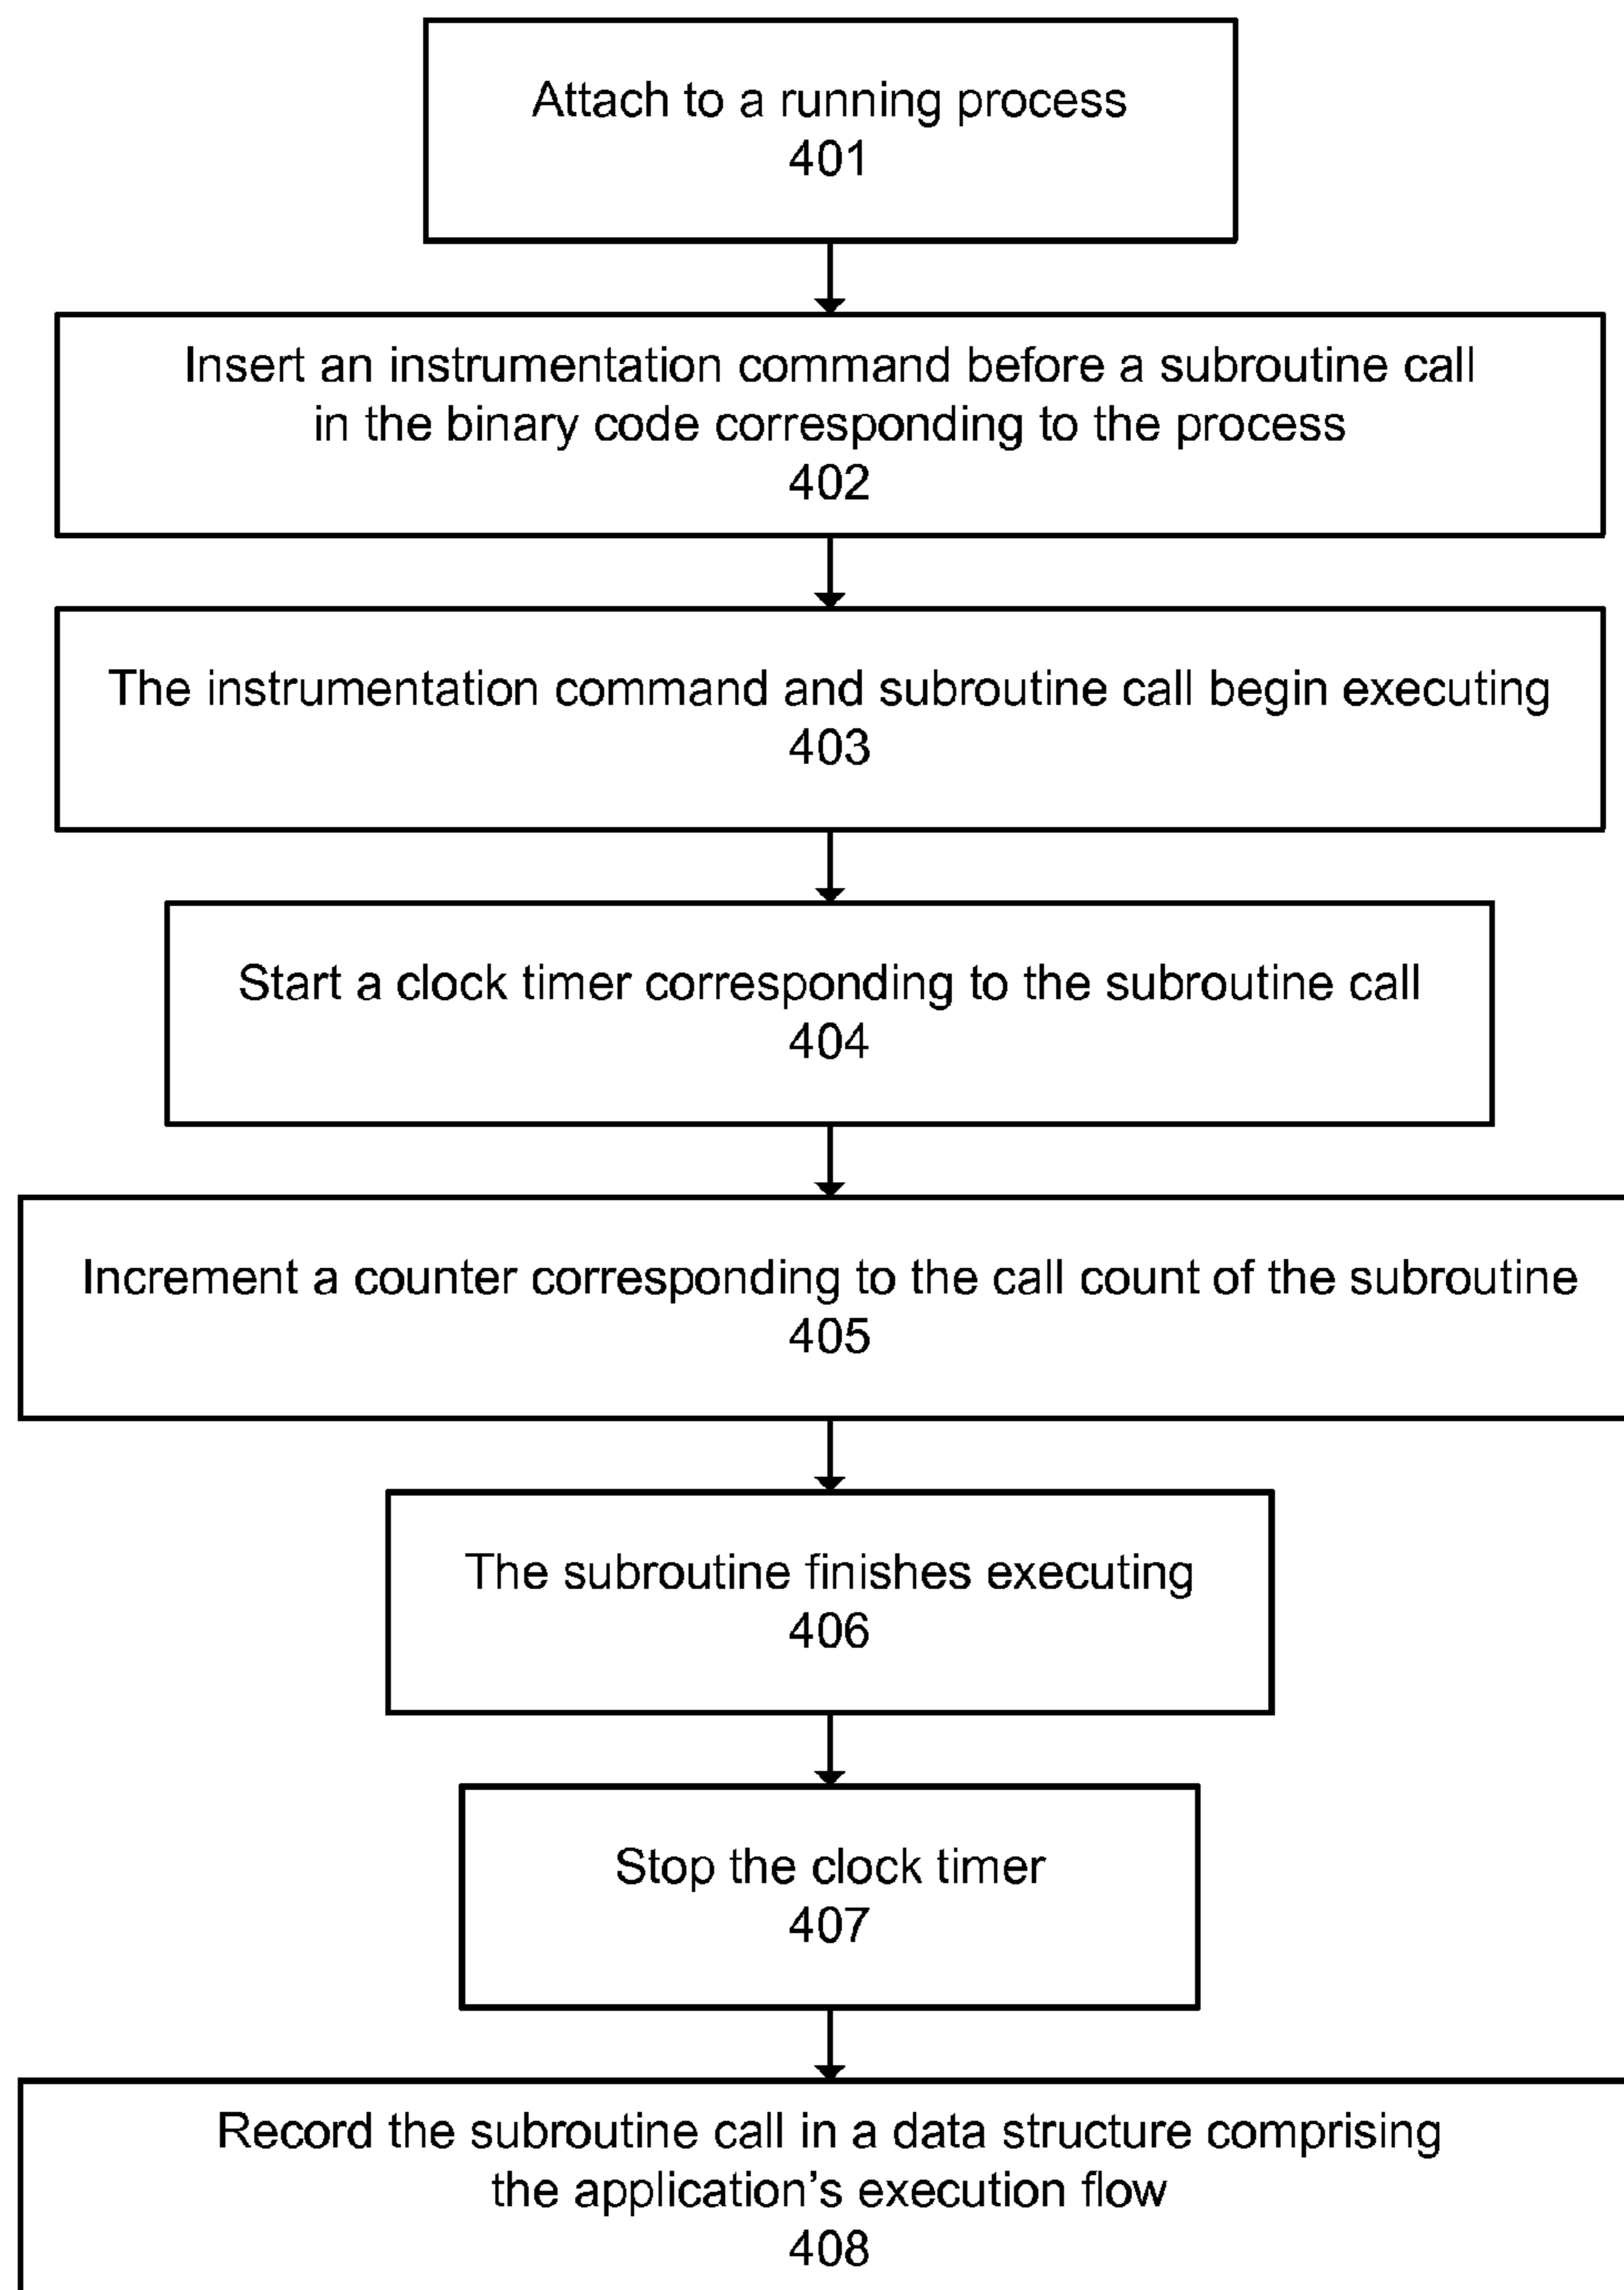 Attach to a running process
401
Insert an instrumentation command before a subroutine call
in the binary code corresponding to the process
402
The instrumentation command and subroutine call begin executing
403
Start a clock timer corresponding to the subroutine call
404
Increment a counter corresponding to the call count of the subroutine
405
The subroutine finishes executing
406
Stop the clock timer
407
Record the subroutine call in a data structure comprising
the application's execution flow
408